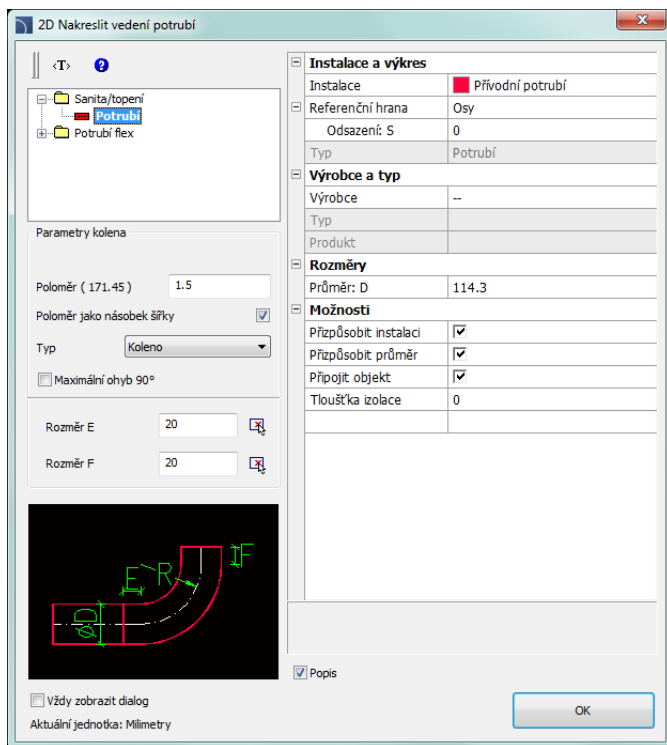 2D Nakreslit vedení potrubí
<T>
Sanita/topení
Potrubí
Potrubí flex
Parametry kolena
Poloměr ( 171.45 ) 1.5
Poloměr jako násobek šířky
Typ Koleno
Maximální ohyb 90°
Rozměr E 20
Rozměr F 20
E R F
ØD
Vždy zobrazit dialog
Aktuální jednotka: Milimetry
Instalace a výkres
Instalace Přívodní potrubí
Referenční hrana Osy
Odsazení: S 0
Typ Potrubí
Výrobce a typ
Výrobce --
Typ
Produkt
Rozměry
Průměr: D 114.3
Možnosti
Přizpůsobit instalaci
Přizpůsobit průměr
Připojit objekt
Tloušťka izolace 0
Popis
OK